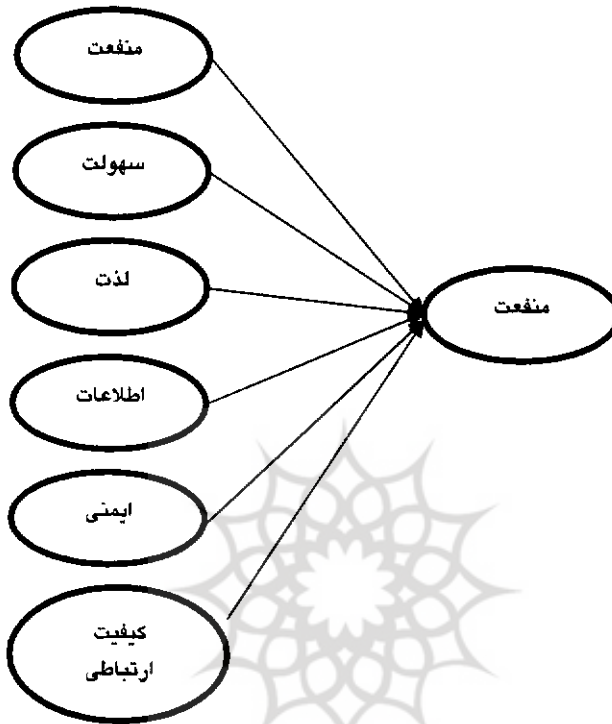 منفعت
سهولت
لذت
منفعت
اطلاعات
ایمنی
کیفیت
ارتباطی